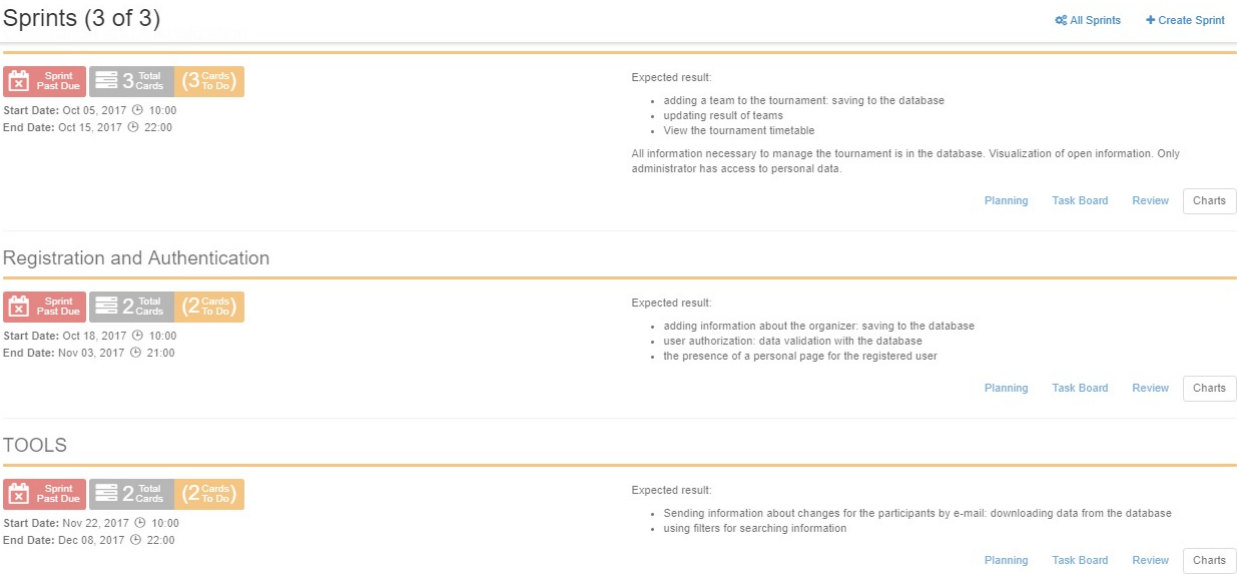 Sprints (3 of 3)
All Sprints
Create Sprint
Sprint Past Due
3 Total Cards
(3 Cards To Do)
Start Date: Oct 05, 2017 10:00
End Date: Oct 15, 2017 22:00
Expected result:
• adding a team to the tournament: saving to the database
• updating result of teams
• View the tournament timetable
All information necessary to manage the tournament is in the database. Visualization of open information. Only
administrator has access to personal data.
Planning Task Board Review Charts
Registration and Authentication
Sprint Past Due
2 Total Cards
(2 Cards To Do)
Start Date: Oct 18, 2017 10:00
End Date: Nov 03, 2017 21:00
Expected result:
• adding information about the organizer: saving to the database
• user authorization: data validation with the database
• the presence of a personal page for the registered user
Planning Task Board Review Charts
TOOLS
Sprint Past Due
2 Total Cards
(2 Cards To Do)
Start Date: Nov 22, 2017 10:00
End Date: Dec 08, 2017 22:00
Expected result:
• Sending information about changes for the participants by e-mail: downloading data from the database
• using filters for searching information
Planning Task Board Review Charts